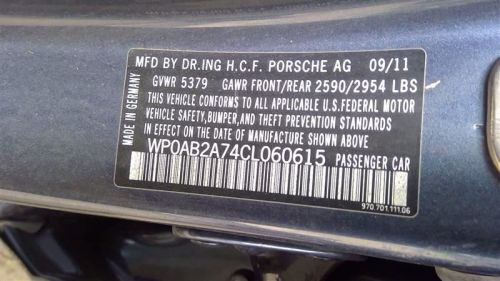 MFD BY DR.ING H.C.F. PORSCHE AG 09/11
GVWR 5379 GAWR FRONT/REAR 2590/2954 LBS
THIS VEHICLE CONFORMS TO ALL APPLICABLE U.S.FEDERAL MOTOR
VEHICLE SAFETY,BUMPER,AND THEFT PREVENTION STANDARDS
IN EFFECT ON THE DATE OF MANUFACTURE SHOWN ABOVE
WP0AB2A74CL060615 PASSENGER CAR
MADE IN GERMANY
970.701.111.06